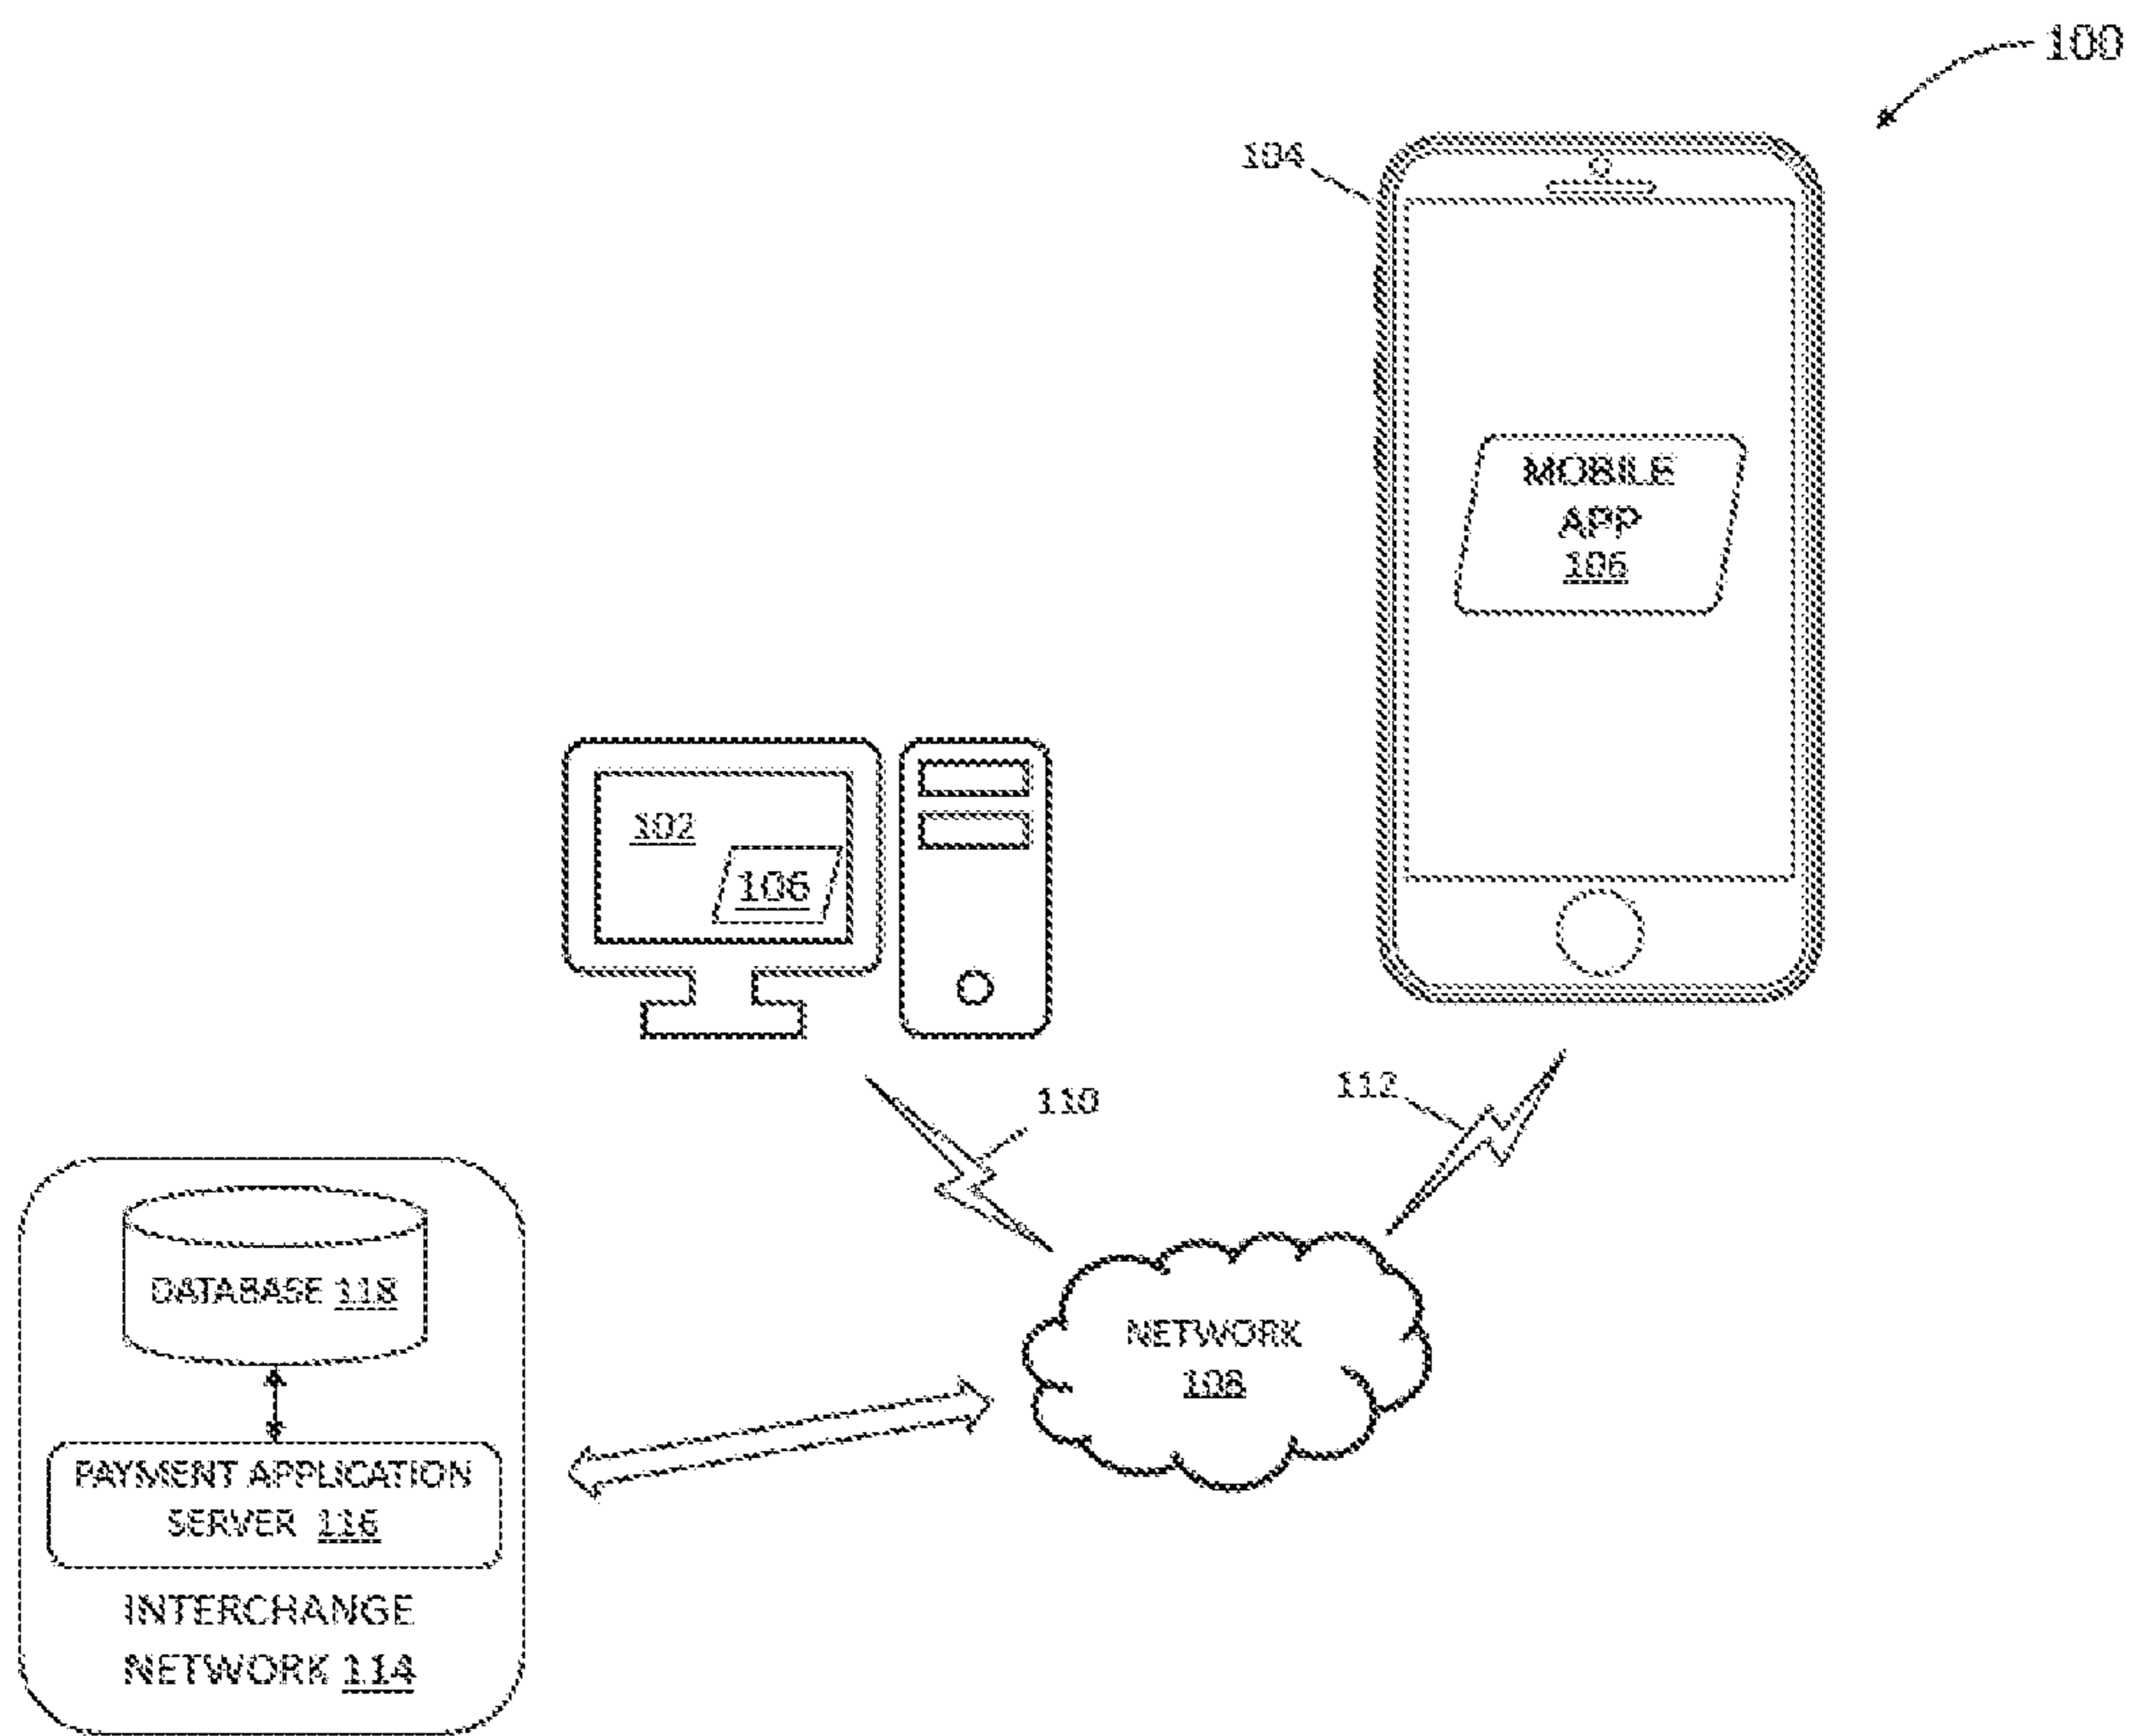 100
104
MOBILE
APP
106
102
106
110
112
DATABASE 118
NETWORK
108
PAYMENT APPLICATION
SERVER 116
INTERCHANGE
NETWORK 114